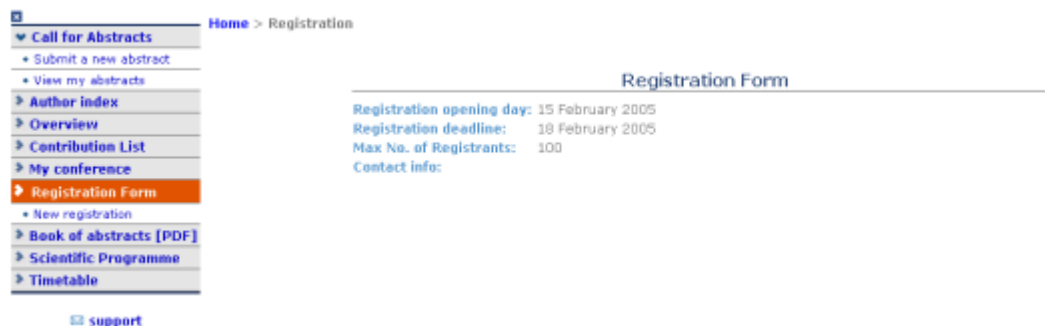 Home > Registration
Call for Abstracts
• Submit a new abstract
• View my abstracts
Author index
Overview
Contribution List
My conference
Registration Form
• New registration
Book of abstracts [PDF]
Scientific Programme
Timetable
support
Registration Form
Registration opening day: 15 February 2005
Registration deadline: 18 February 2005
Max No. of Registrants: 100
Contact info: